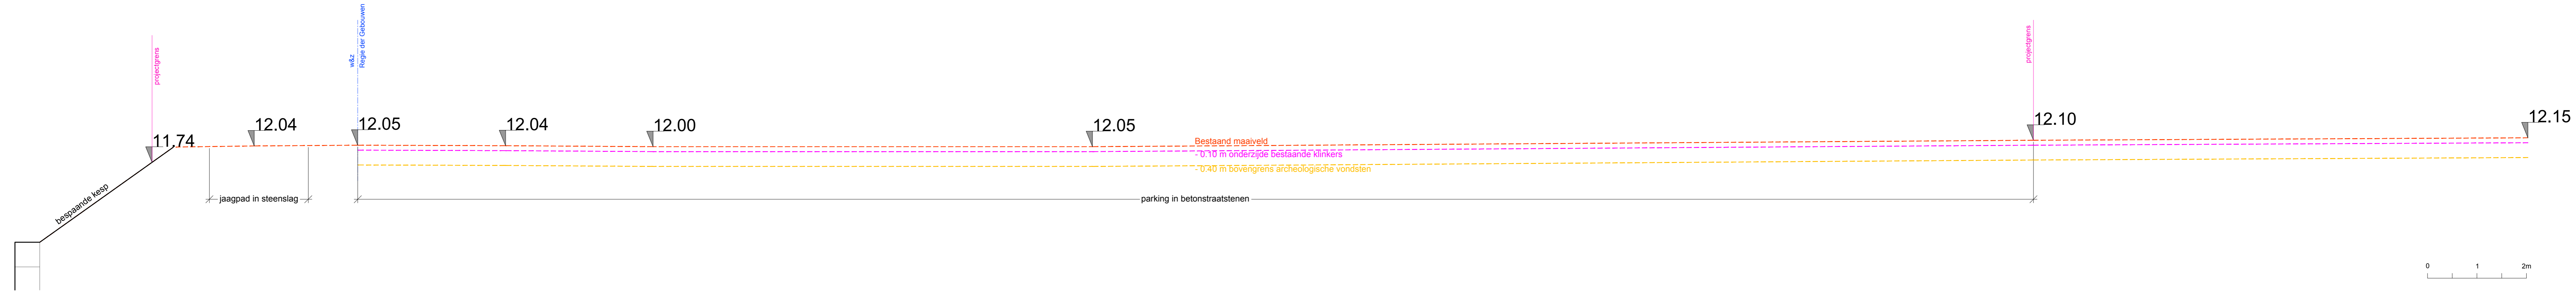 projectgrens
w&z
Regie der Gebouwen
projectgrens
11.74
12.04
12.05
12.04
12.00
12.05
12.10
12.15
Bestaand maaiveld
- 0.10 m onderzijde bestaande klinkers
- 0.40 m bovengrens archeologische vondsten
bespaande kesp
jaagpad in steenslag
parking in betonstraatstenen
0 1 2m